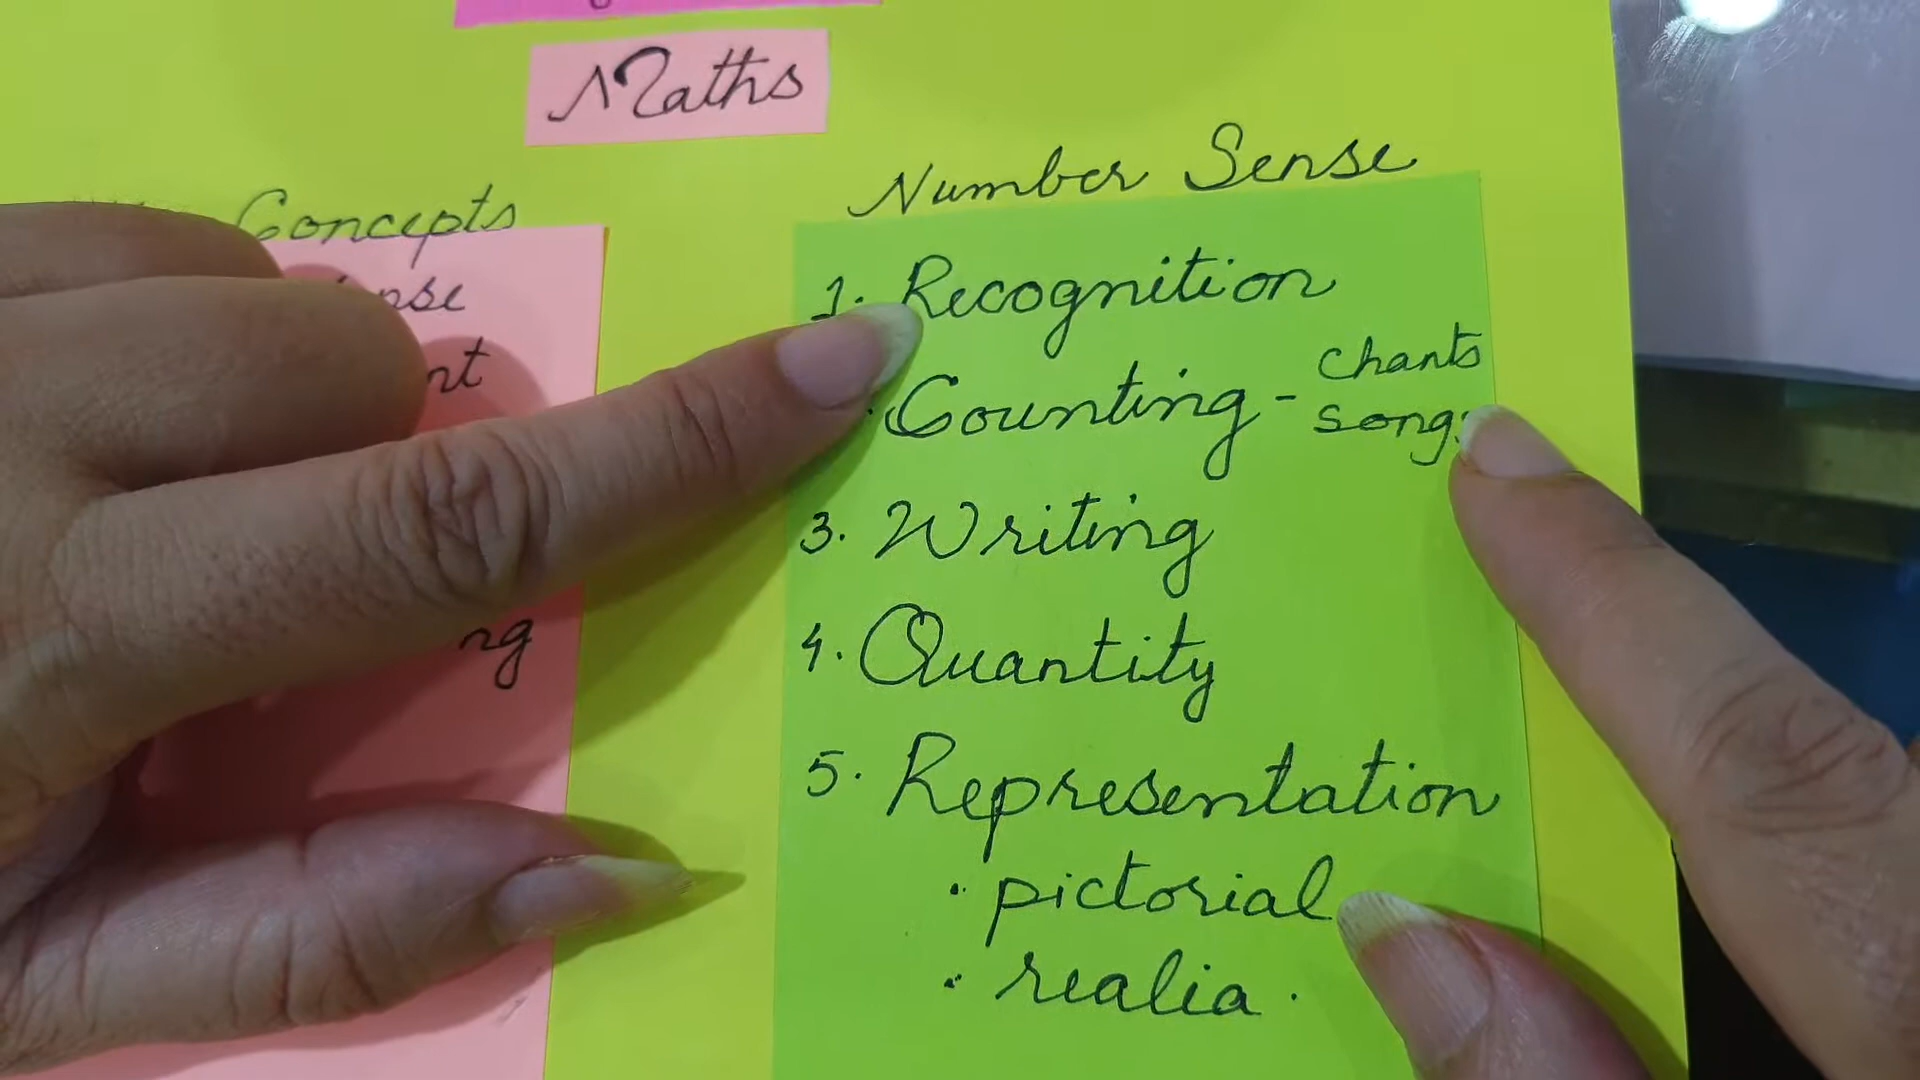 Maths
Concepts
Number Sense
1. Recognition
Counting - chants
songs
3. Writing
4. Quantity
5. Representation
· pictorial
· realia.